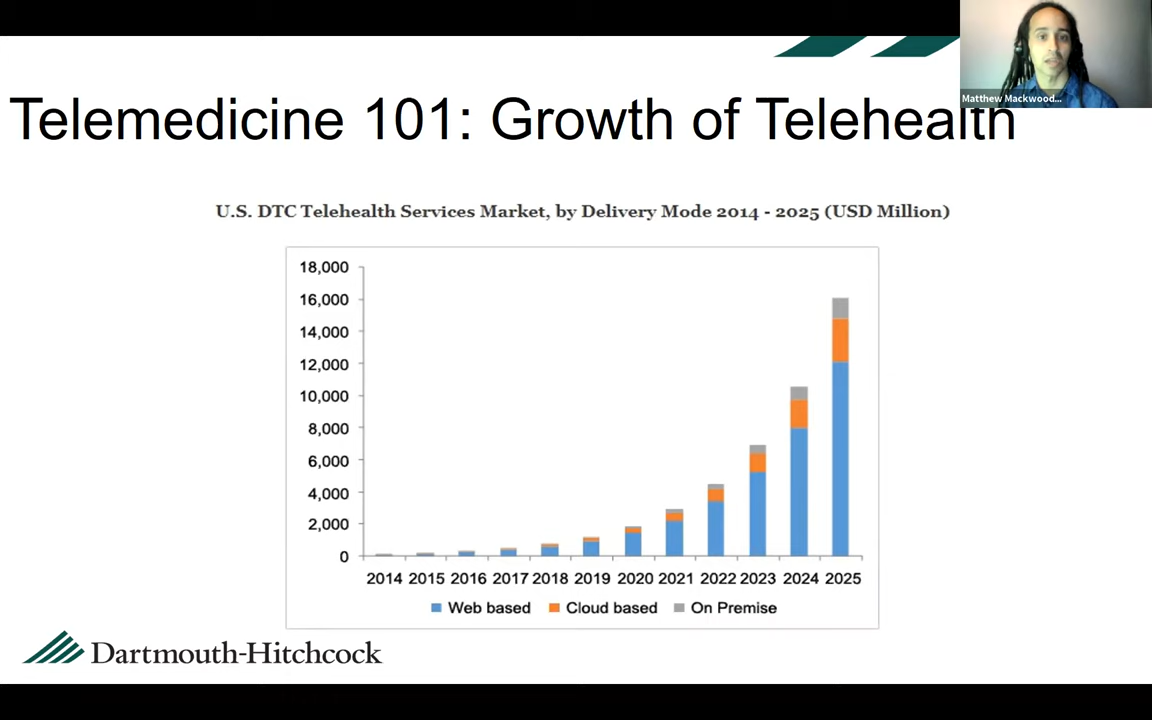 Matthew Mackwood...
Telemedicine 101: Growth of Telehealth
U.S. DTC Telehealth Services Market, by Delivery Mode 2014 - 2025 (USD Million)
18,000
16,000
14,000
12,000
10,000
8,000
6,000
4,000
2,000
0
2014 2015 2016 2017 2018 2019 2020 2021 2022 2023 2024 2025
Web based Cloud based On Premise
Dartmouth-Hitchcock